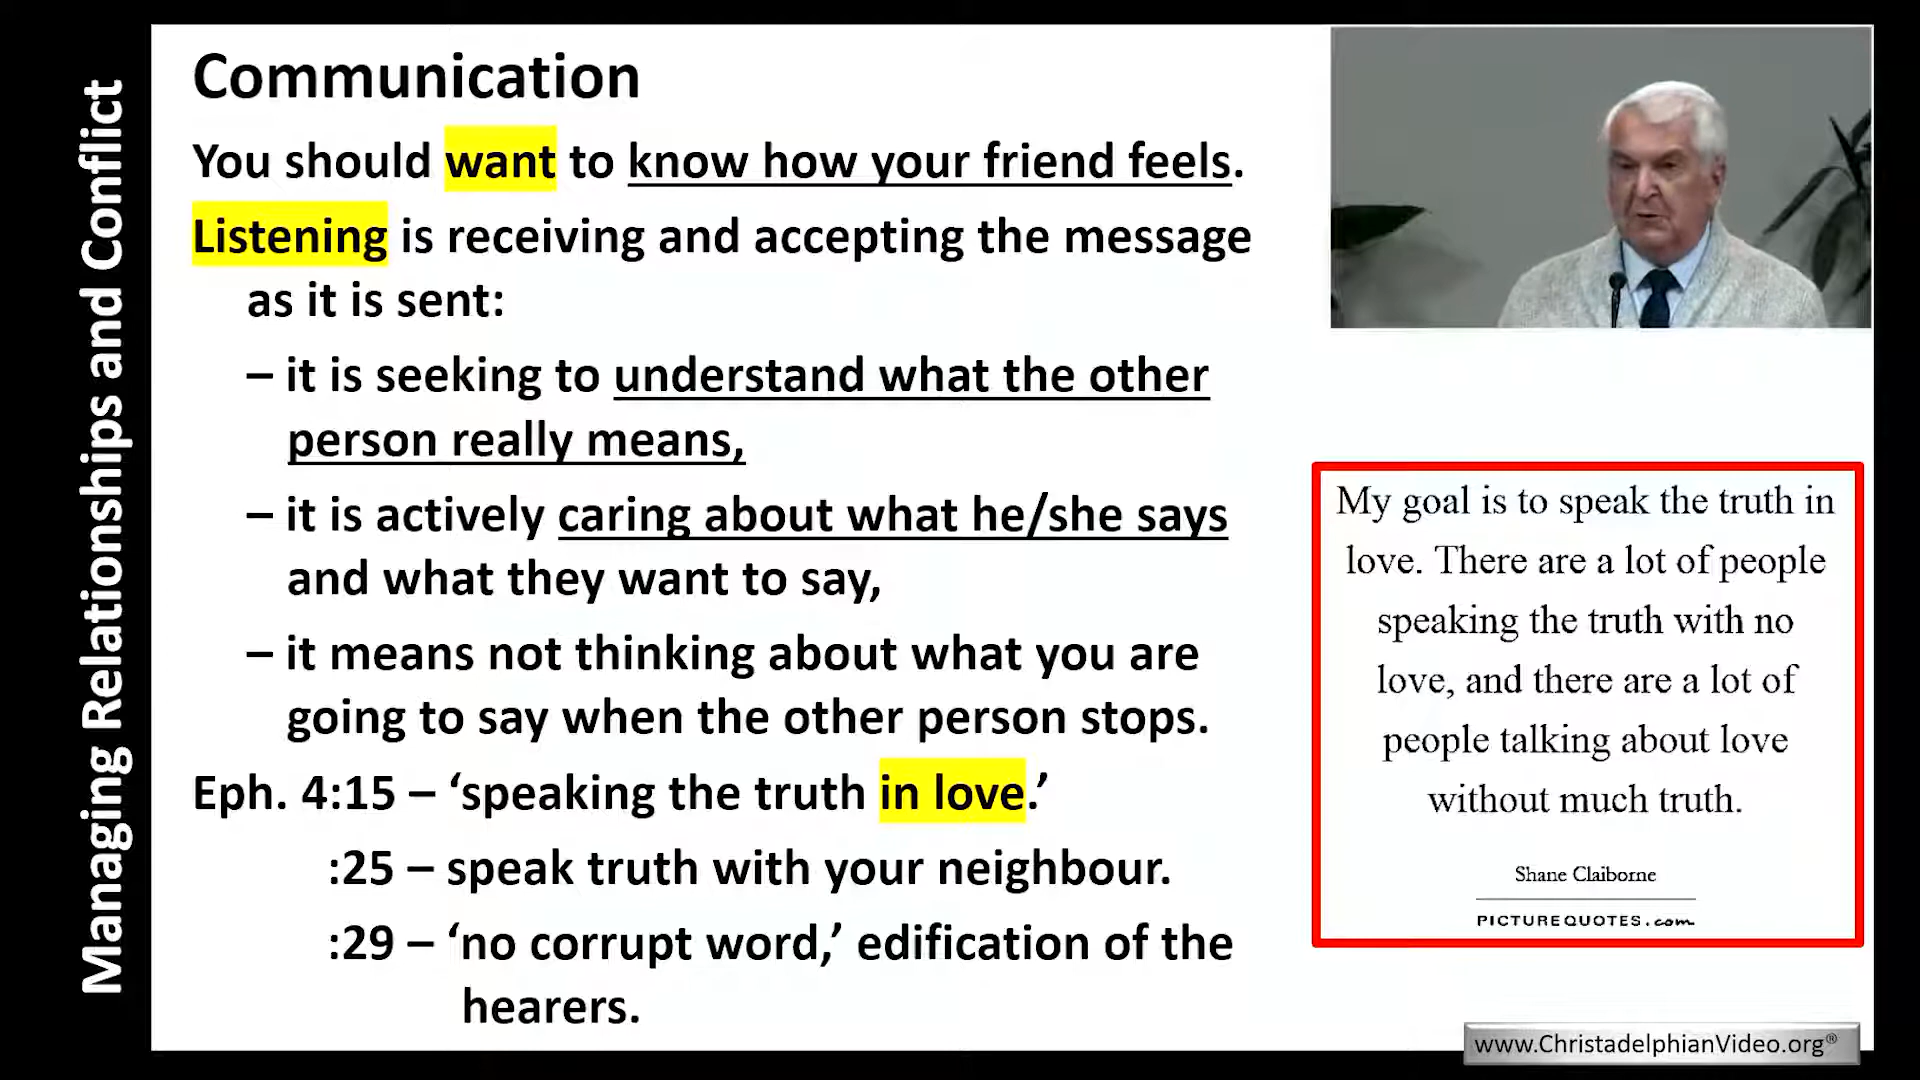 Managing Relationships and Conflict
Communication
You should want to know how your friend feels.
Listening is receiving and accepting the message
as it is sent:
– it is seeking to understand what the other
person really means,
– it is actively caring about what he/she says
and what they want to say,
– it means not thinking about what you are
going to say when the other person stops.
Eph. 4:15 – ‘speaking the truth in love.’
:25 – speak truth with your neighbour.
:29 – ‘no corrupt word,’ edification of the
hearers.
My goal is to speak the truth in
love. There are a lot of people
speaking the truth with no
love, and there are a lot of
people talking about love
without much truth.
Shane Claiborne
PICTUREQUOTES.com
www.ChristadelphianVideo.org®